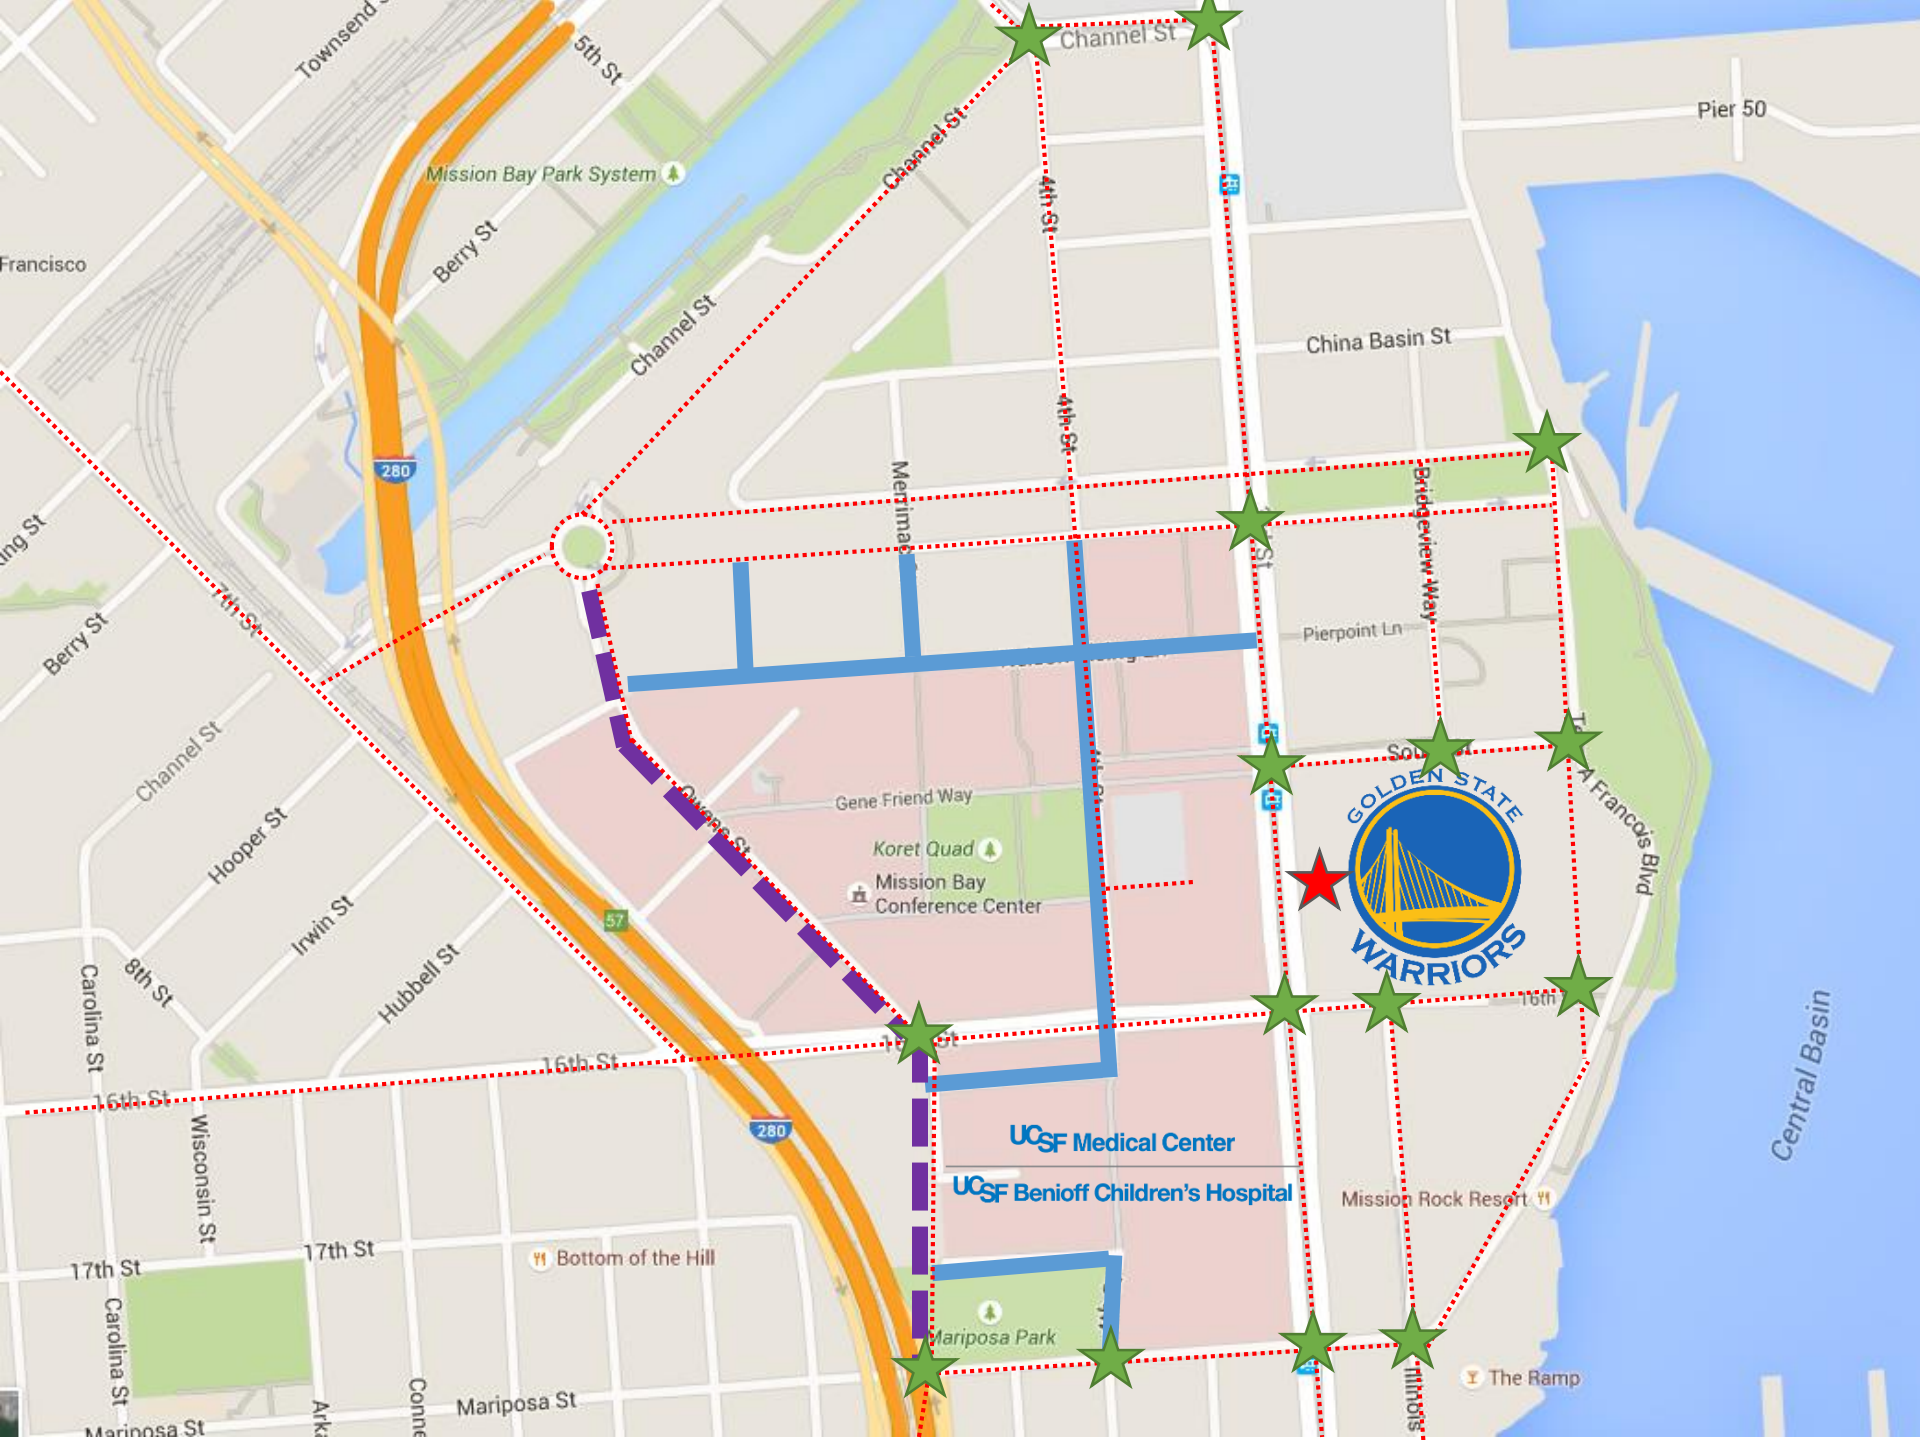 Townsend
5th St
Channel St
Pier 50
Mission Bay Park System
Channel St
4th St
Berry St
Francisco
Channel St
China Basin St
4th St
280
Merrimac
Bridgeview Way
St
ing St
7th St
Berry St
Pierpoint Ln
Channel St
Owens St
Gene Friend Way
GOLDEN STATE
WARRIORS
A Francois Blvd
Hooper St
Koret Quad
Mission Bay
Conference Center
57
Irwin St
Hubbell St
8th St
Carolina St
16th
16th St
16th St
Central Basin
280
Wisconsin St
UCSF Medical Center
UCSF Benioff Children's Hospital
Mission Rock Resort
17th St
17th St
Bottom of the Hill
Mariposa Park
Carolina St
The Ramp
Illinois
Mariposa St
Mariposa St